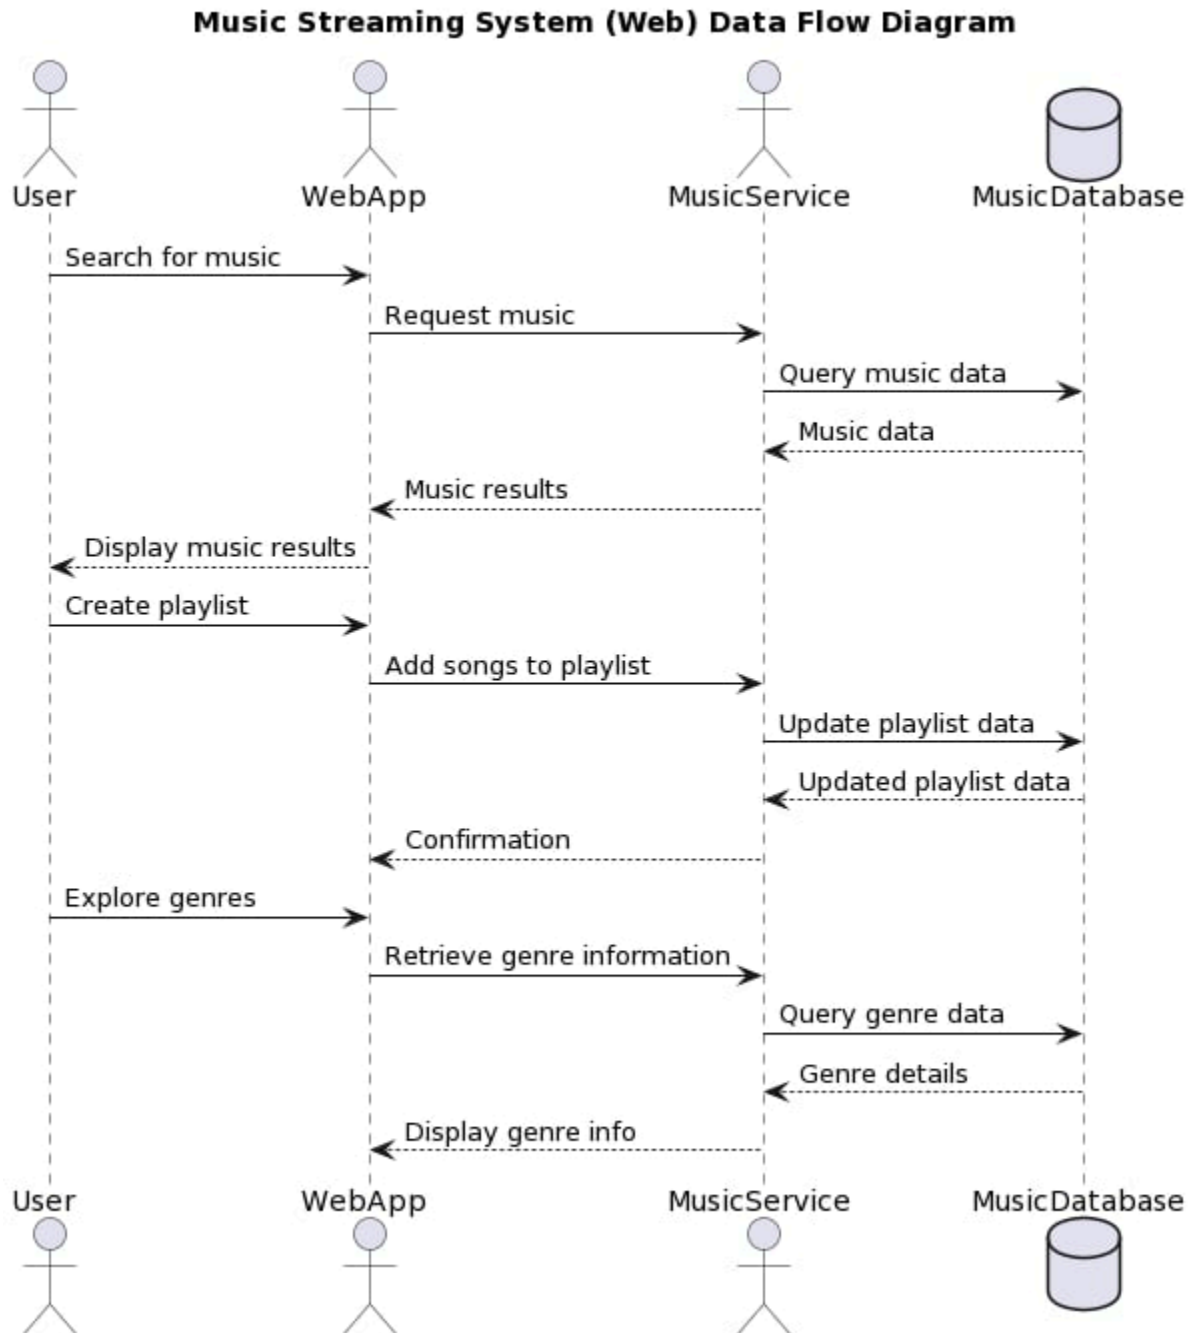 Music Streaming System (Web) Data Flow Diagram
User WebApp MusicService MusicDatabase
Search for music
Request music
Query music data
Music data
Music results
Display music results
Create playlist
Add songs to playlist
Update playlist data
Updated playlist data
Confirmation
Explore genres
Retrieve genre information
Query genre data
Genre details
Display genre info
User WebApp MusicService MusicDatabase